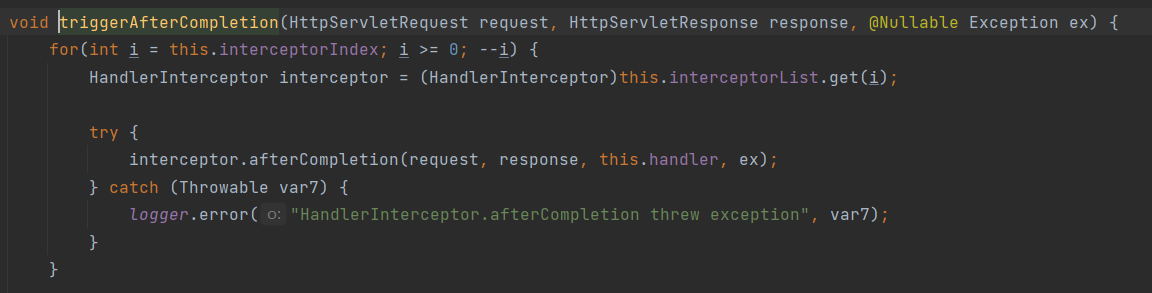 void triggerAfterCompletion(HttpServletRequest request, HttpServletResponse response, @Nullable Exception ex) {
for(int i = this.interceptorIndex; i >= 0; --i) {
HandlerInterceptor interceptor = (HandlerInterceptor)this.interceptorList.get(i);
try {
interceptor.afterCompletion(request, response, this.handler, ex);
} catch (Throwable var7) {
logger.error( o: "HandlerInterceptor.afterCompletion threw exception", var7);
}
}